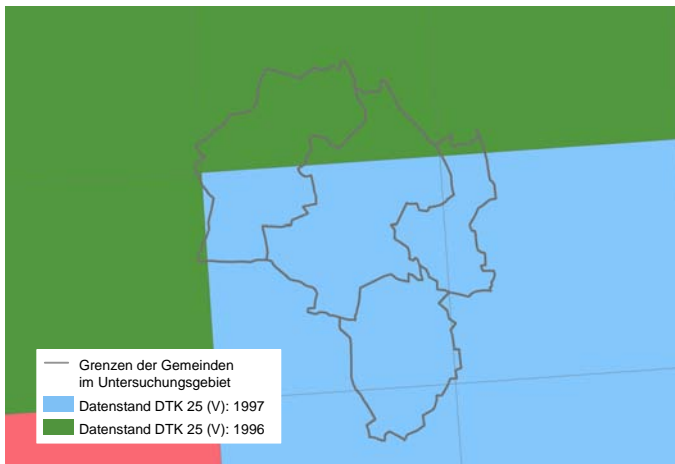 Grenzen der Gemeinden
im Untersuchungsgebiet
Datenstand DTK 25 (V): 1997
Datenstand DTK 25 (V): 1996